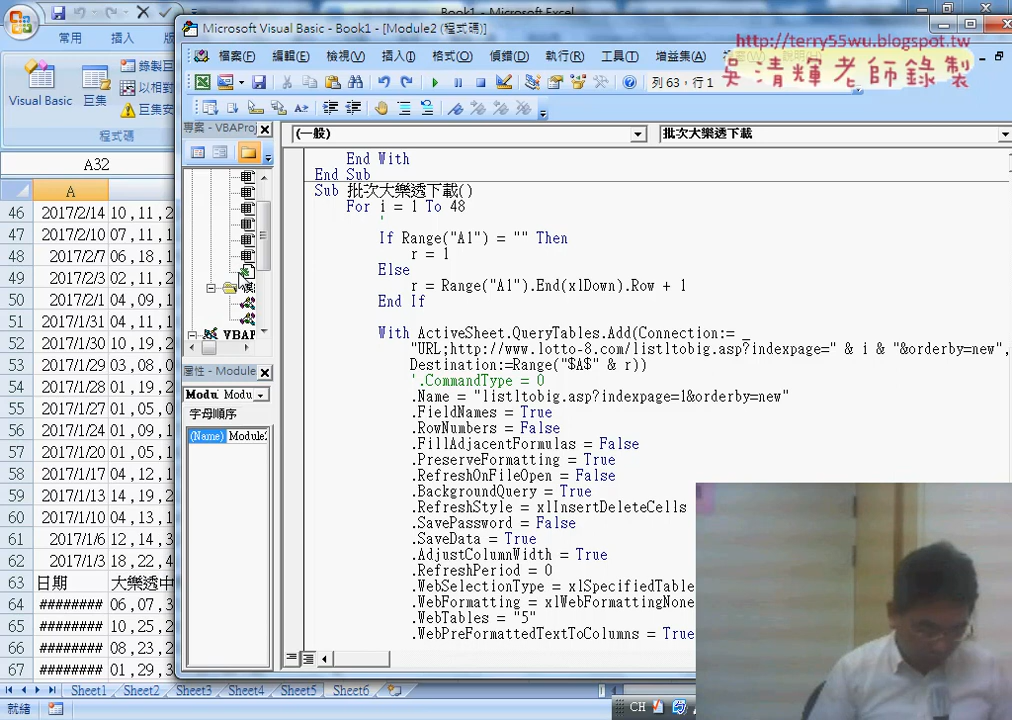 Book1 - Microsoft Excel
Microsoft Visual Basic - Book1 - [Module2 (程式碼)]
http://terry55wu.blogspot.tw
吳清輝老師錄製
常用
插入
檔案(F)
編輯(E)
檢視(V)
插入(I)
格式(O)
偵錯(D)
執行(R)
工具(T)
增益集(A)
Visual Basic
巨集
錄製巨
以相對
巨集安
程式碼
列 63, 行 1
專案 - VBAProj
(一般)
批次大樂透下載
A32
A
46 2017/2/14 10 ,11 ,2
47 2017/2/10 07 ,11 ,1
48 2017/2/7 06 ,18 ,1
49 2017/2/3 02 ,11 ,2
50 2017/2/1 04 ,09 ,1
51 2017/1/31 04 ,11 ,1
52 2017/1/30 10 ,19 ,1
53 2017/1/29 03 ,08 ,0
54 2017/1/28 01 ,19 ,2
55 2017/1/27 01 ,05 ,0
56 2017/1/24 01 ,09 ,1
57 2017/1/20 01 ,05 ,1
58 2017/1/17 04 ,12 ,1
59 2017/1/13 14 ,19 ,2
60 2017/1/10 04 ,13 ,1
61 2017/1/6 12 ,14 ,3
62 2017/1/3 18 ,22 ,4
63 日期 大樂透中
64 ######## 06 ,07 ,3
65 ######## 10 ,25 ,2
66 ######## 08 ,23 ,2
67 ######## 01 ,29 ,3
VBAP
屬性 - Module
Modu Modu
字母順序
(Name) Module2
End With
End Sub
Sub 批次大樂透下載()
For i = 1 To 48
'
If Range("A1") = "" Then
r = 1
Else
r = Range("A1").End(xlDown).Row + 1
End If
With ActiveSheet.QueryTables.Add(Connection:= _
"URL;http://www.lotto-8.com/listltobig.asp?indexpage=" & i & "&orderby=new",
Destination:=Range("$A$" & r))
'.CommandType = 0
.Name = "listltobig.asp?indexpage=1&orderby=new"
.FieldNames = True
.RowNumbers = False
.FillAdjacentFormulas = False
.PreserveFormatting = True
.RefreshOnFileOpen = False
.BackgroundQuery = True
.RefreshStyle = xlInsertDeleteCells
.SavePassword = False
.SaveData = True
.AdjustColumnWidth = True
.RefreshPeriod = 0
.WebSelectionType = xlSpecifiedTable
.WebFormatting = xlWebFormattingNone
.WebTables = "5"
.WebPreFormattedTextToColumns = True
Sheet1 Sheet2 Sheet3 Sheet4 Sheet5 Sheet6
就緒
CH